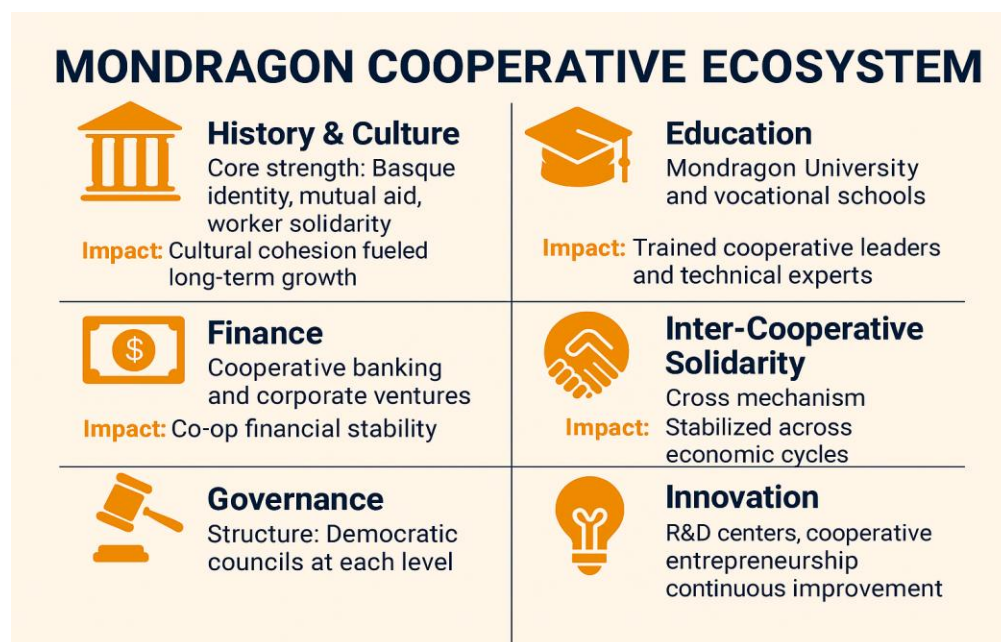 MONDRAGON COOPERATIVE ECOSYSTEM
History & Culture
Core strength: Basque
identity, mutual aid,
worker solidarity
Impact: Cultural cohesion fueled
long-term growth
Education
Mondragon University
and vocational schools
Impact: Trained cooperative leaders
and technical experts
Finance
$
Cooperative banking
and corporate ventures
Impact: Co-op financial stability
Inter-Cooperative
Solidarity
Cross mechanism
Impact: Stabilized across
economic cycles
Governance
Structure: Democratic
councils at each level
Innovation
R&D centers, cooperative
entrepreneurship
continuous improvement